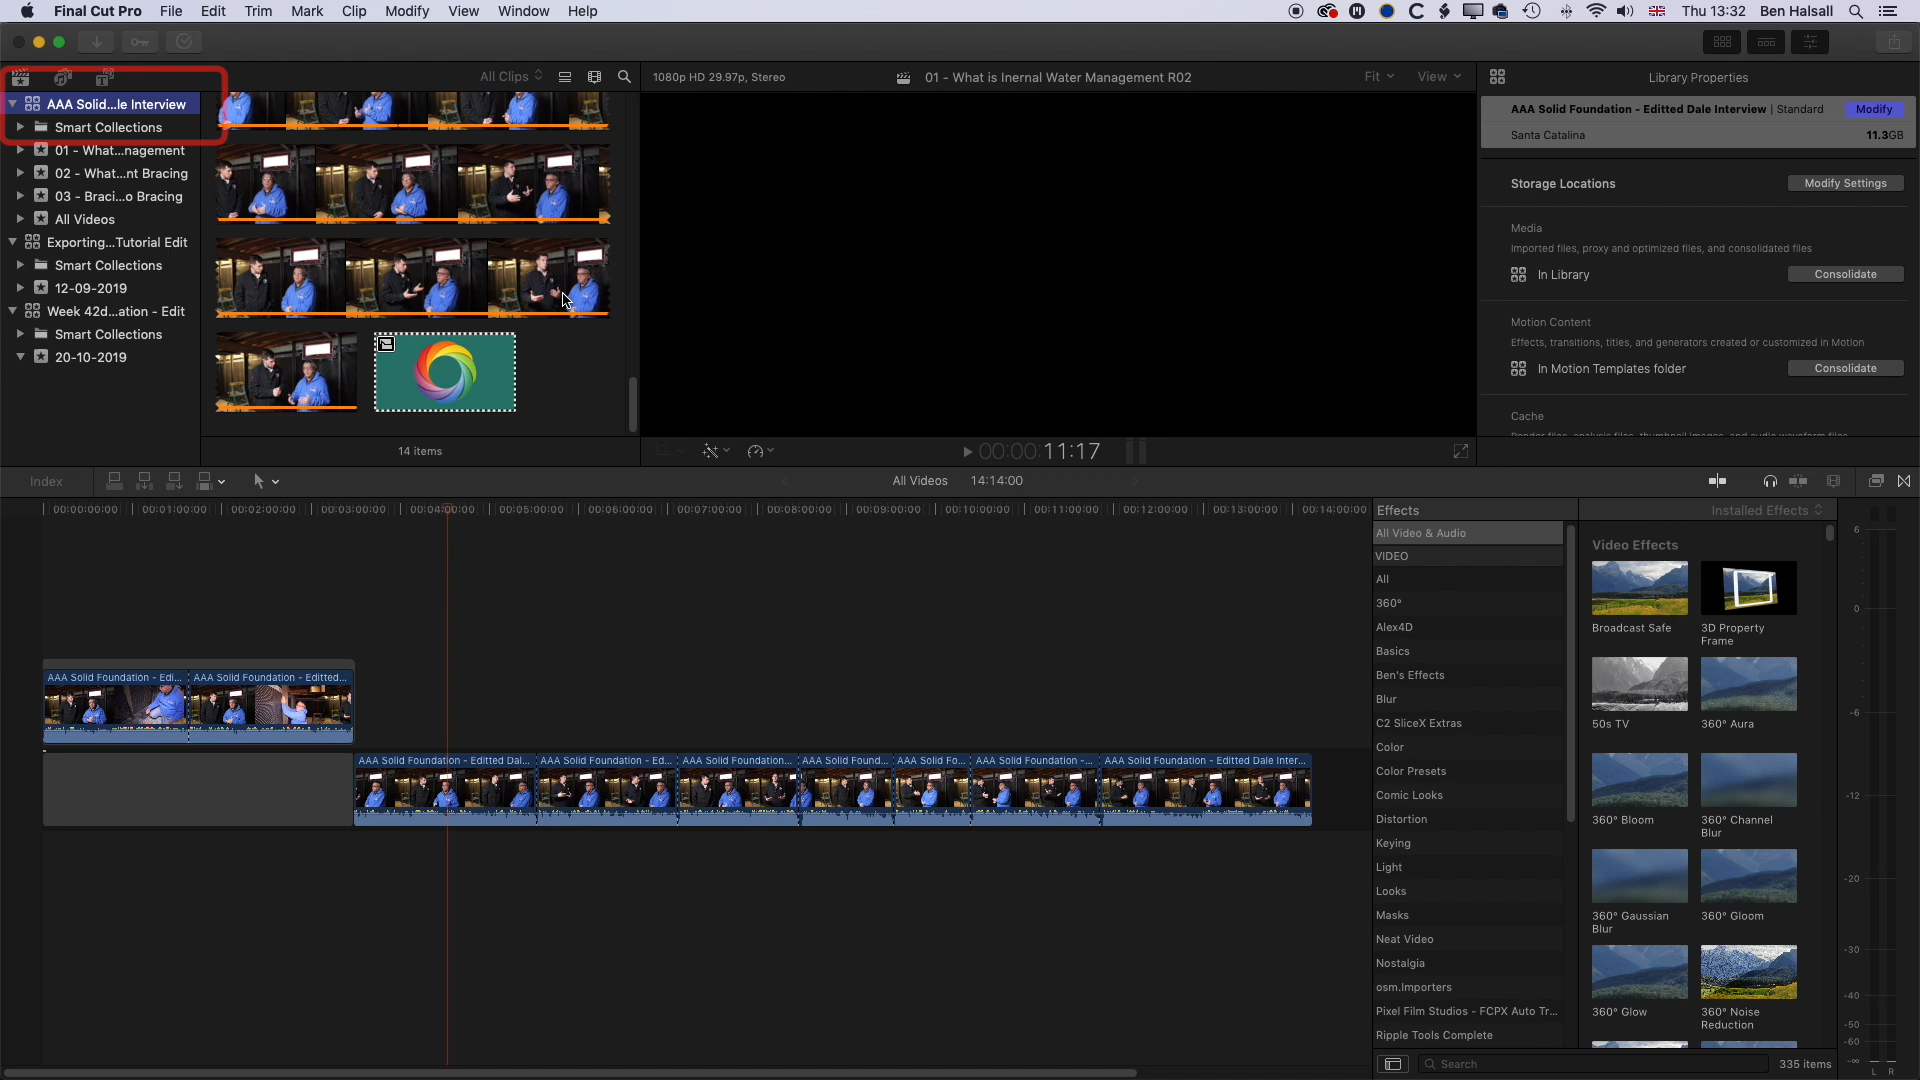 Final Cut Pro File Edit Trim Mark Clip Modify View Window Help Thu 13:32 Ben Halsall
All Clips
1080p HD 29.97p, Stereo 01 - What is Inernal Water Management R02 Fit View
Library Properties
AAA Solid...le Interview
Smart Collections
01 - What...nagement
02 - What...nt Bracing
03 - Braci...o Bracing
All Videos
Exporting...Tutorial Edit
Smart Collections
12-09-2019
Week 42d...ation - Edit
Smart Collections
20-10-2019
14 items
00:00:11:17
AAA Solid Foundation - Editted Dale Interview | Standard Modify
Santa Catalina 11.3GB
Storage Locations Modify Settings
Media
Imported files, proxy and optimized files, and consolidated files
In Library Consolidate
Motion Content
Effects, transitions, titles, and generators created or customized in Motion
In Motion Templates folder Consolidate
Cache
Render files, analysis files, thumbnail images, and audio waveform files
Index All Videos 14:14:00
00:00:00:00 00:01:00:00 00:02:00:00 00:03:00:00 00:04:00:00 00:05:00:00 00:06:00:00 00:07:00:00 00:08:00:00 00:09:00:00 00:10:00:00 00:11:00:00 00:12:00:00 00:13:00:00 00:14:00:00
AAA Solid Foundation - Edi... AAA Solid Foundation - Editted...
AAA Solid Foundation - Editted Dal... AAA Solid Foundation - Ed... AAA Solid Foundation... AAA Solid Found... AAA Solid Fo... AAA Solid Foundation -... AAA Solid Foundation - Editted Dale Inter...
Effects Installed Effects
All Video & Audio
VIDEO
All
360°
Alex4D
Basics
Ben's Effects
Blur
C2 SliceX Extras
Color
Color Presets
Comic Looks
Distortion
Keying
Light
Looks
Masks
Neat Video
Nostalgia
osm.Importers
Pixel Film Studios - FCPX Auto Tr...
Ripple Tools Complete
Video Effects
Broadcast Safe
3D Property
Frame
50s TV
360° Aura
360° Bloom
360° Channel
Blur
360° Gaussian
Blur
360° Gloom
360° Glow
360° Noise
Reduction
Search 335 items
6
0
-6
-12
-20
-30
-40
-50
-60
-∞
L R